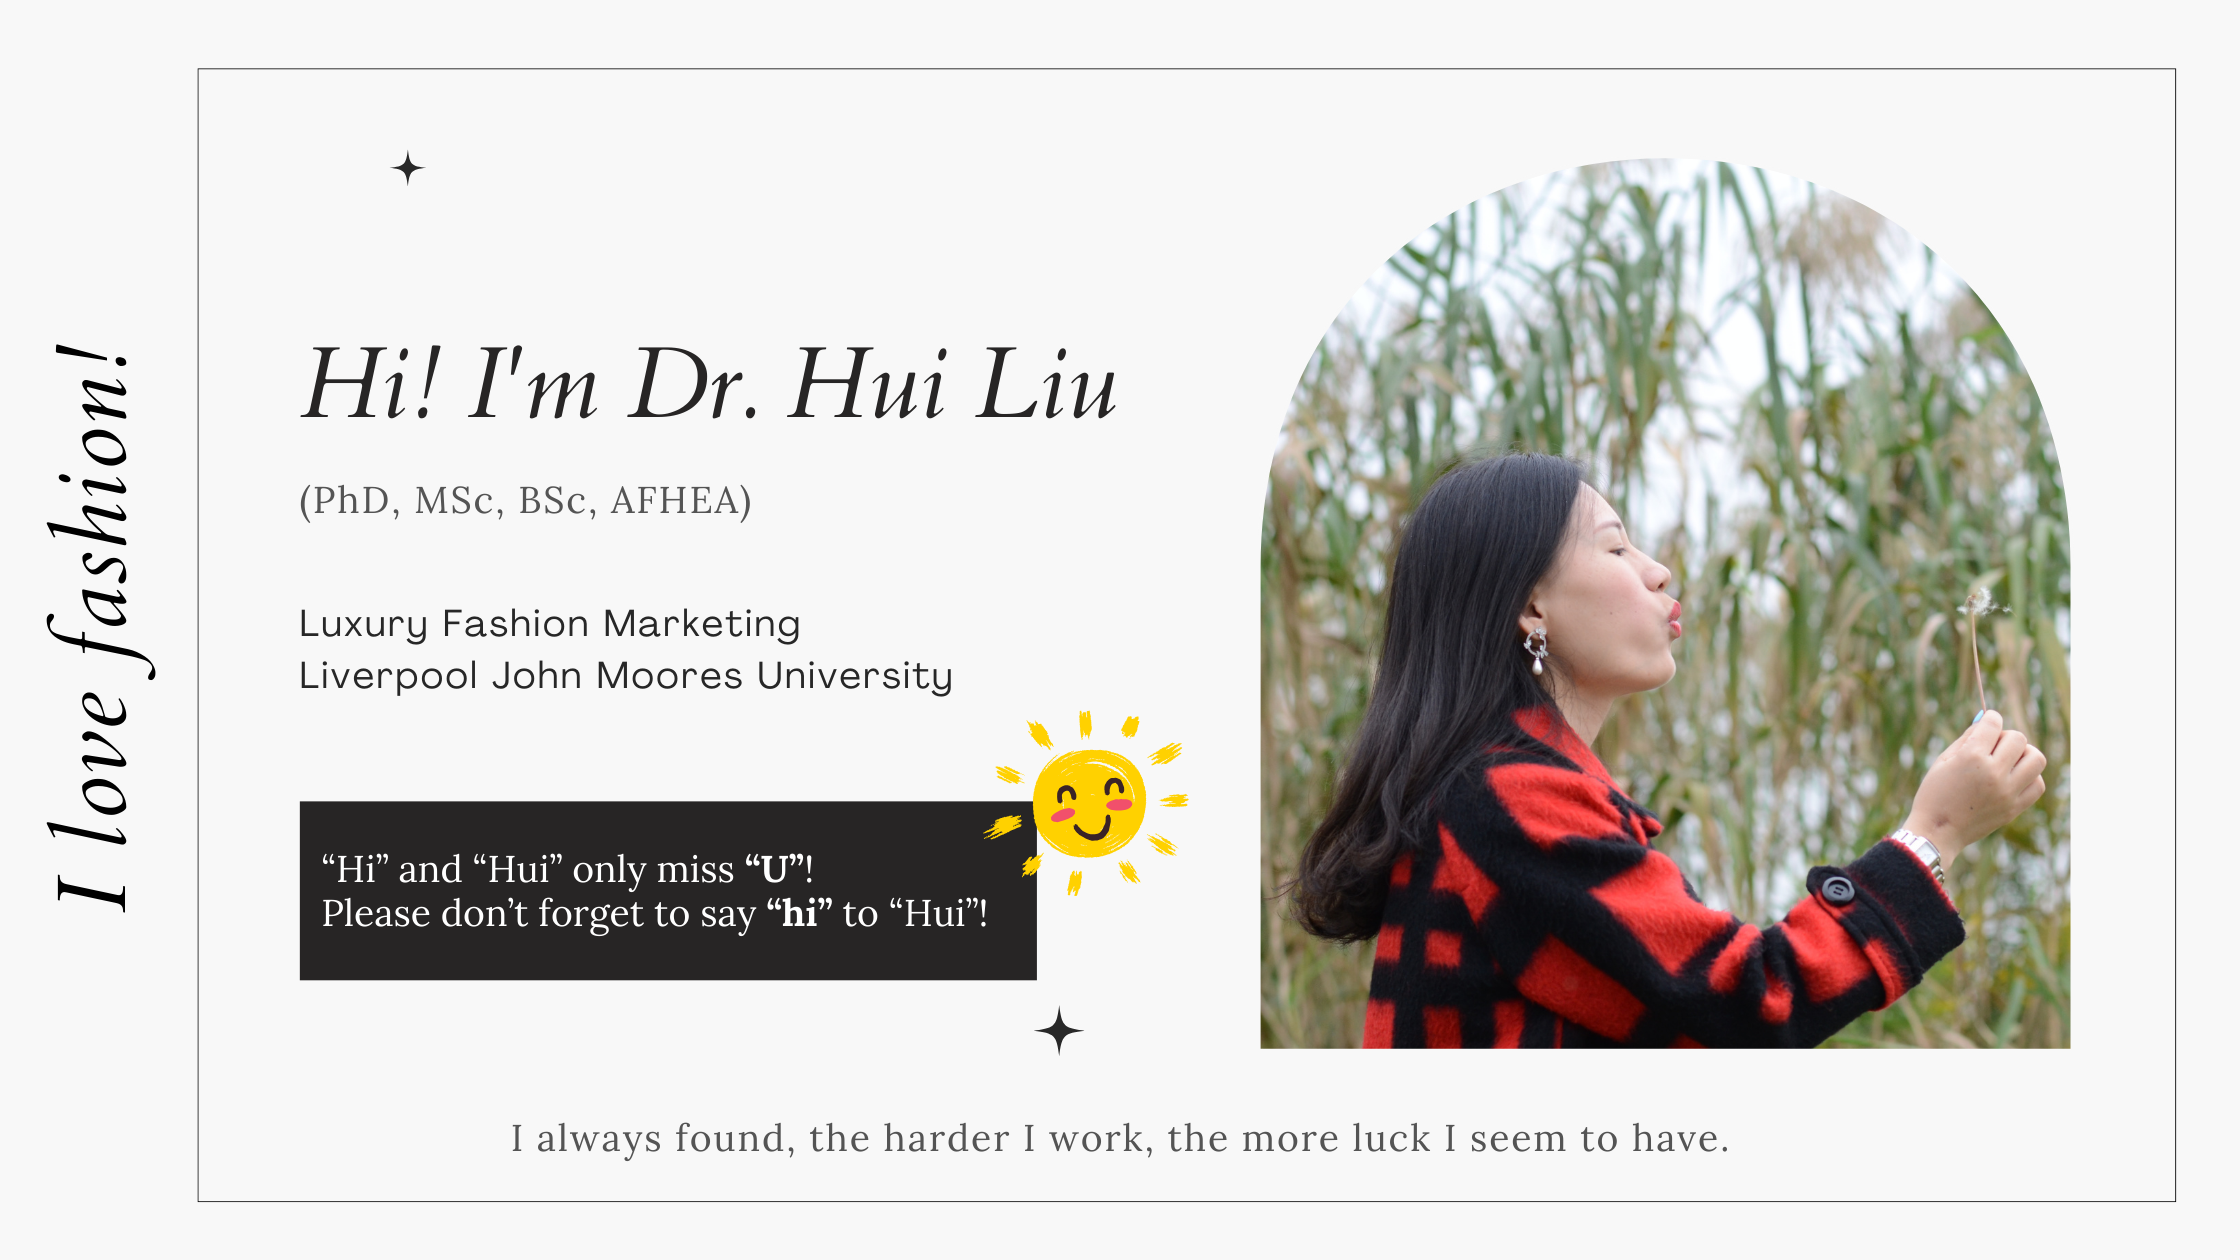 I love fashion!
Hi! I'm Dr. Hui Liu
(PhD, MSc, BSc, AFHEA)
Luxury Fashion Marketing
Liverpool John Moores University
“Hi” and “Hui” only miss “U”!
Please don’t forget to say “hi” to “Hui”!
I always found, the harder I work, the more luck I seem to have.